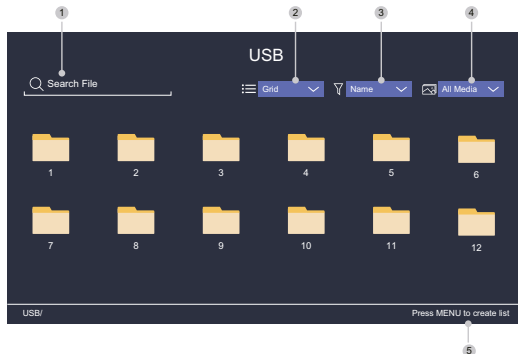 1 2 3 4
USB
Search File Grid Name All Media
1 2 3 4 5 6
7 8 9 10 11 12
USB/ Press MENU to create list
5